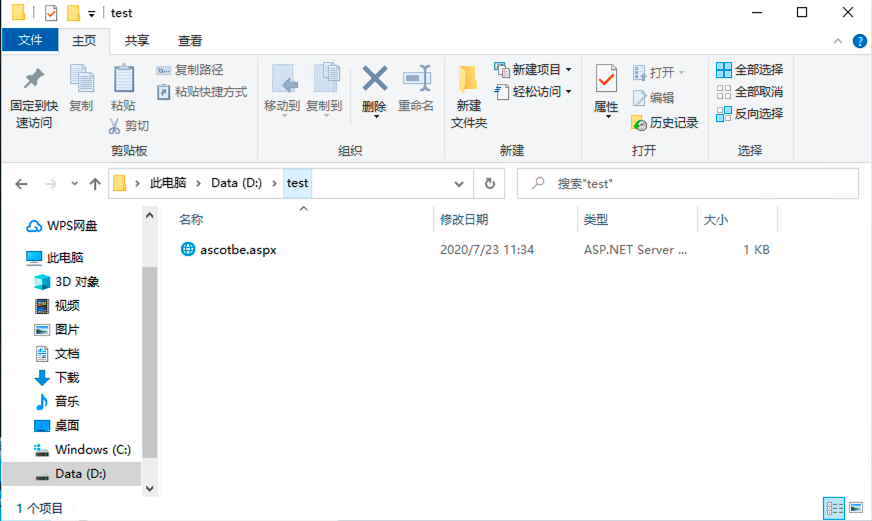 test
文件 主页 共享 查看
固定到快速访问
复制
粘贴
复制路径
粘贴快捷方式
剪切
剪贴板
移动到
复制到
删除
重命名
组织
新建
文件夹
新建项目
轻松访问
新建
属性
打开
编辑
历史记录
打开
全部选择
全部取消
反向选择
选择
此电脑 > Data (D:) > test
搜索"test"
WPS网盘
此电脑
3D 对象
视频
图片
文档
下载
音乐
桌面
Windows (C:)
Data (D:)
名称 修改日期 类型 大小
ascotbe.aspx 2020/7/23 11:34 ASP.NET Server ... 1 KB
1 个项目